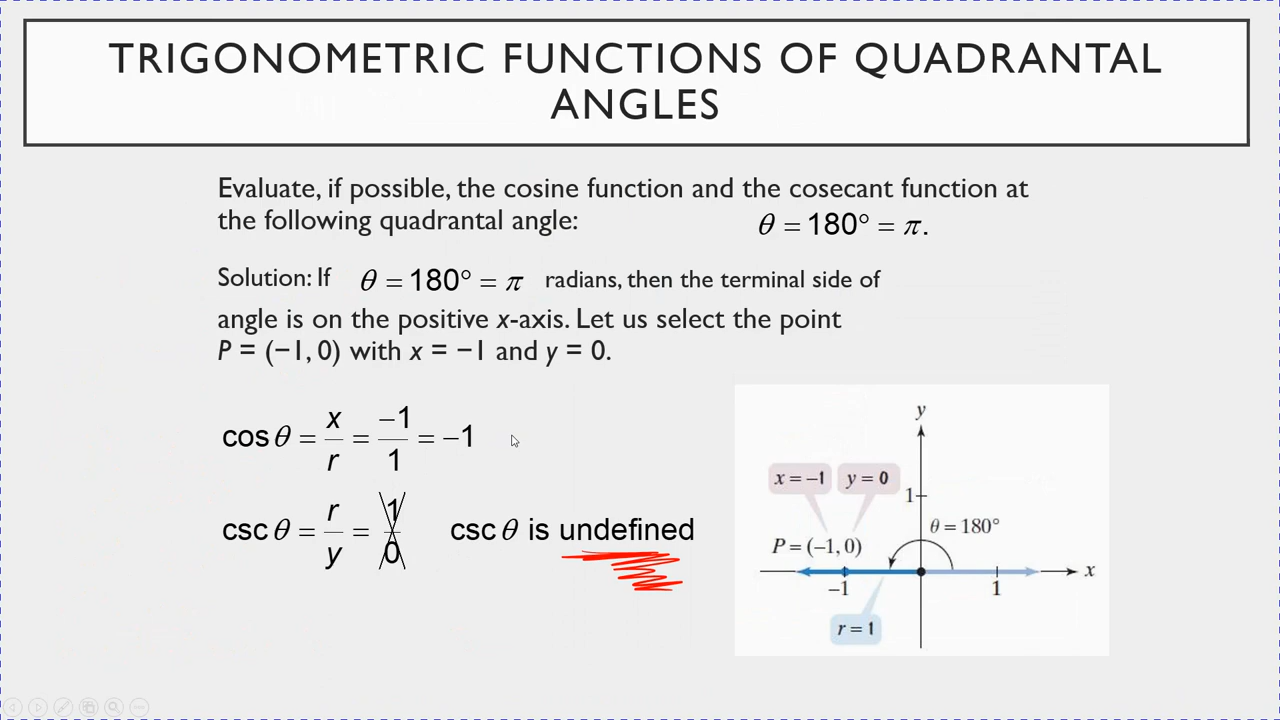 TRIGONOMETRIC FUNCTIONS OF QUADRANTAL
ANGLES
Evaluate, if possible, the cosine function and the cosecant function at
the following quadrantal angle: θ = 180° = π.
Solution: If θ = 180° = π radians, then the terminal side of
angle is on the positive x-axis. Let us select the point
P = (−1, 0) with x = −1 and y = 0.
cos θ = x/r = −1/1 = −1
csc θ = r/y = 1/0 csc θ is undefined
y
x = −1 y = 0
1
θ = 180°
P = (−1, 0)
x
−1 1
r = 1